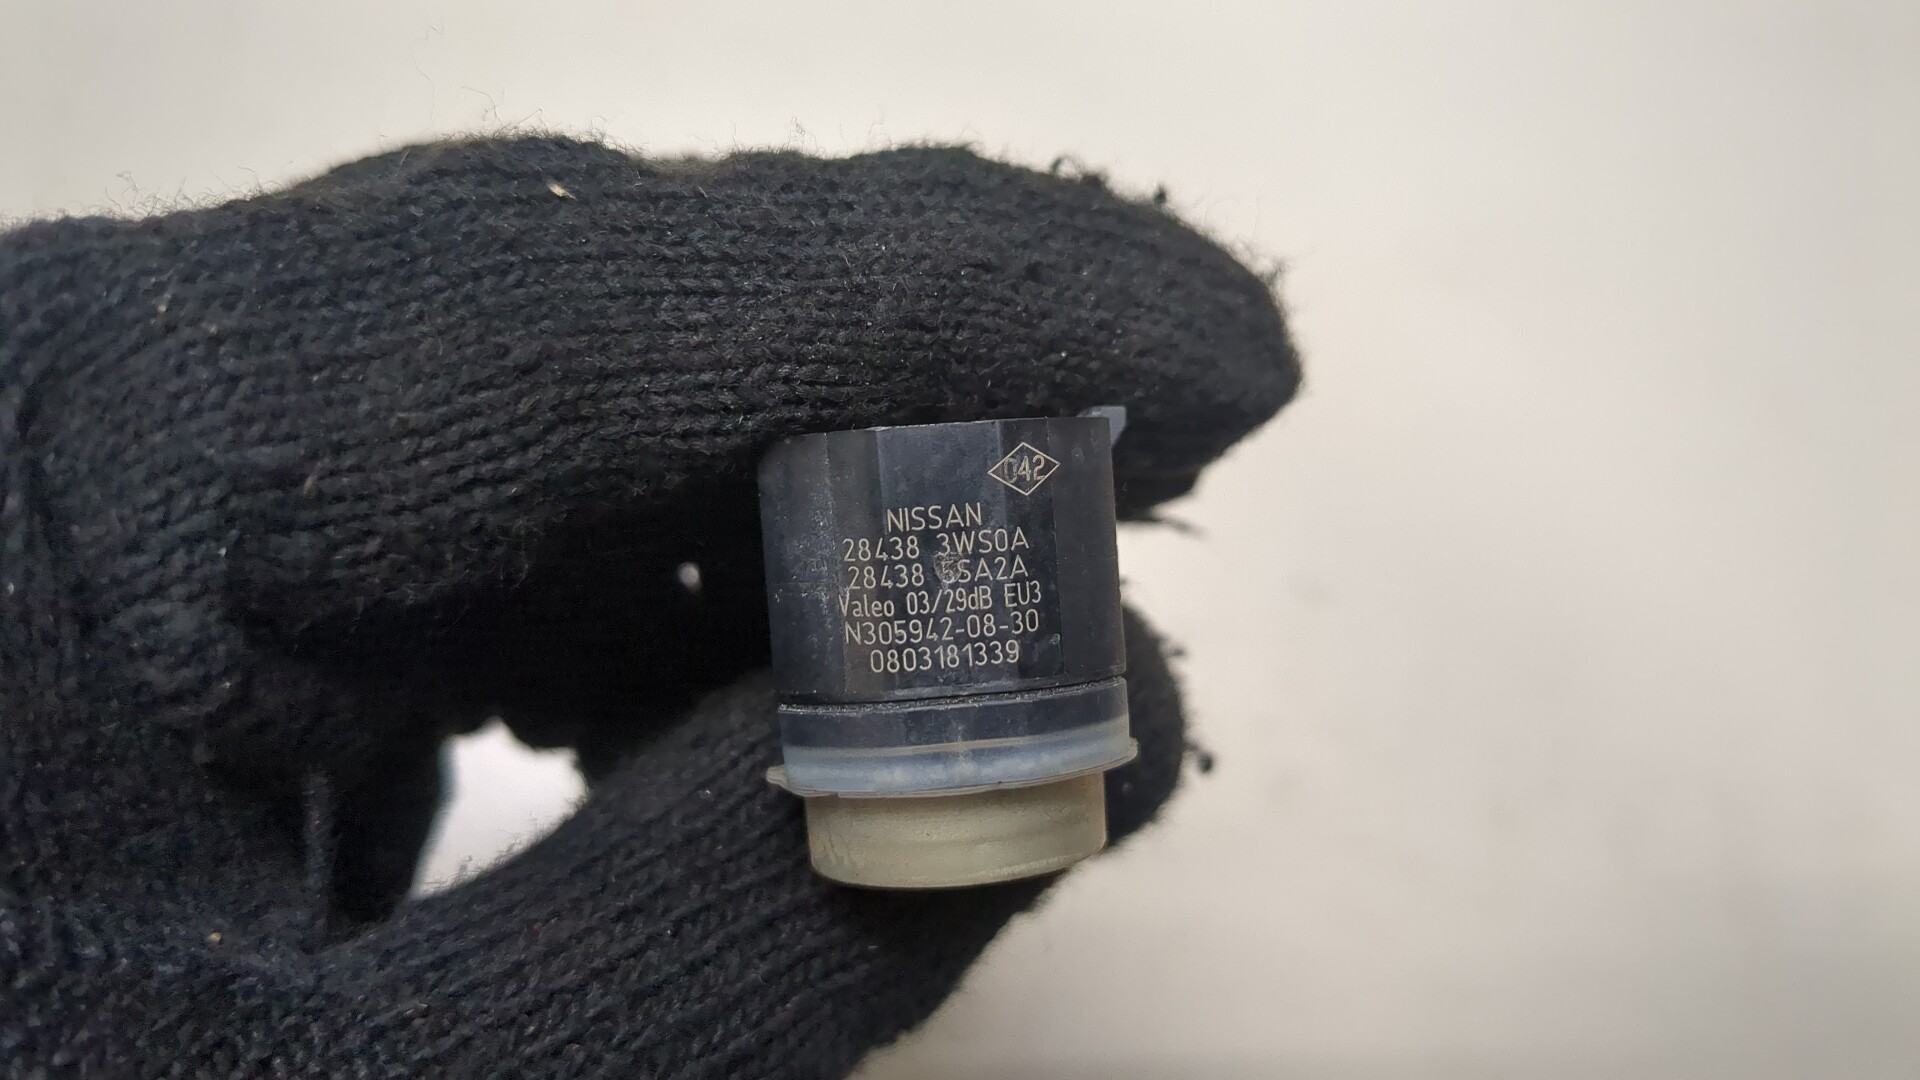 042
NISSAN
28438 3WS0A
28438 5SA2A
Valeo 03/29dB EU3
N305942-08-30
0803181339